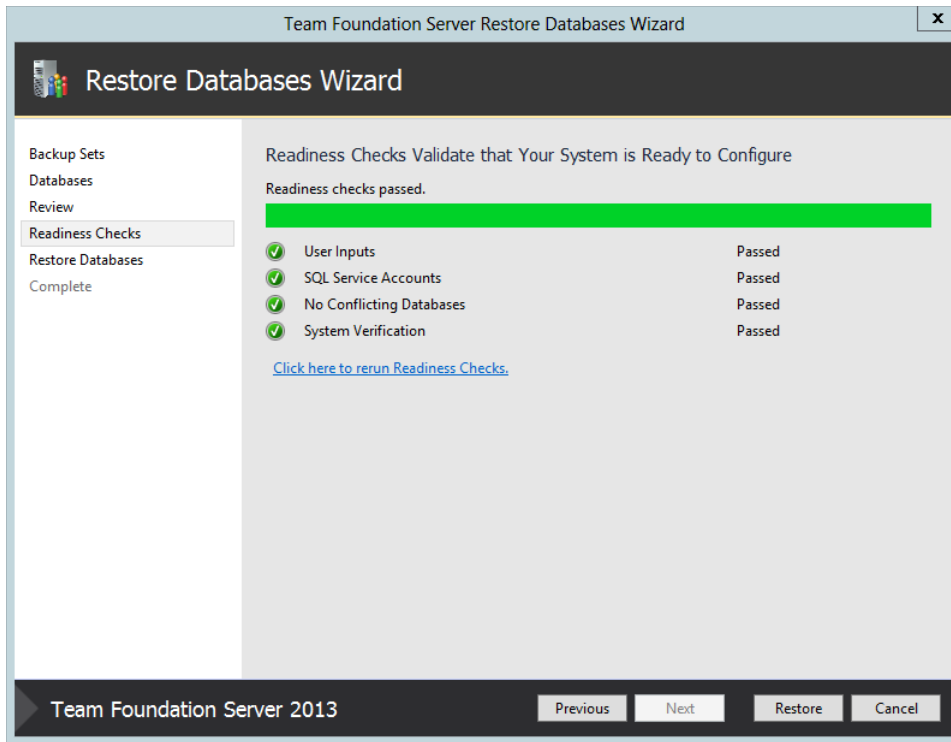 Team Foundation Server Restore Databases Wizard
x
Restore Databases Wizard
Backup Sets
Databases
Review
Readiness Checks
Restore Databases
Complete
Readiness Checks Validate that Your System is Ready to Configure
Readiness checks passed.
User Inputs Passed
SQL Service Accounts Passed
No Conflicting Databases Passed
System Verification Passed
Click here to rerun Readiness Checks.
Team Foundation Server 2013
Previous Next Restore Cancel